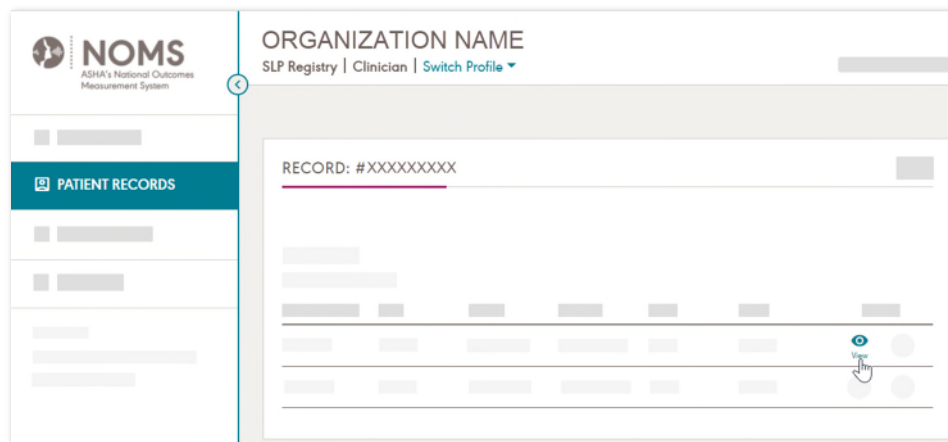 NOMS
ASHA's National Outcomes
Measurement System
ORGANIZATION NAME
SLP Registry | Clinician | Switch Profile
PATIENT RECORDS
RECORD: #XXXXXXXXX
View